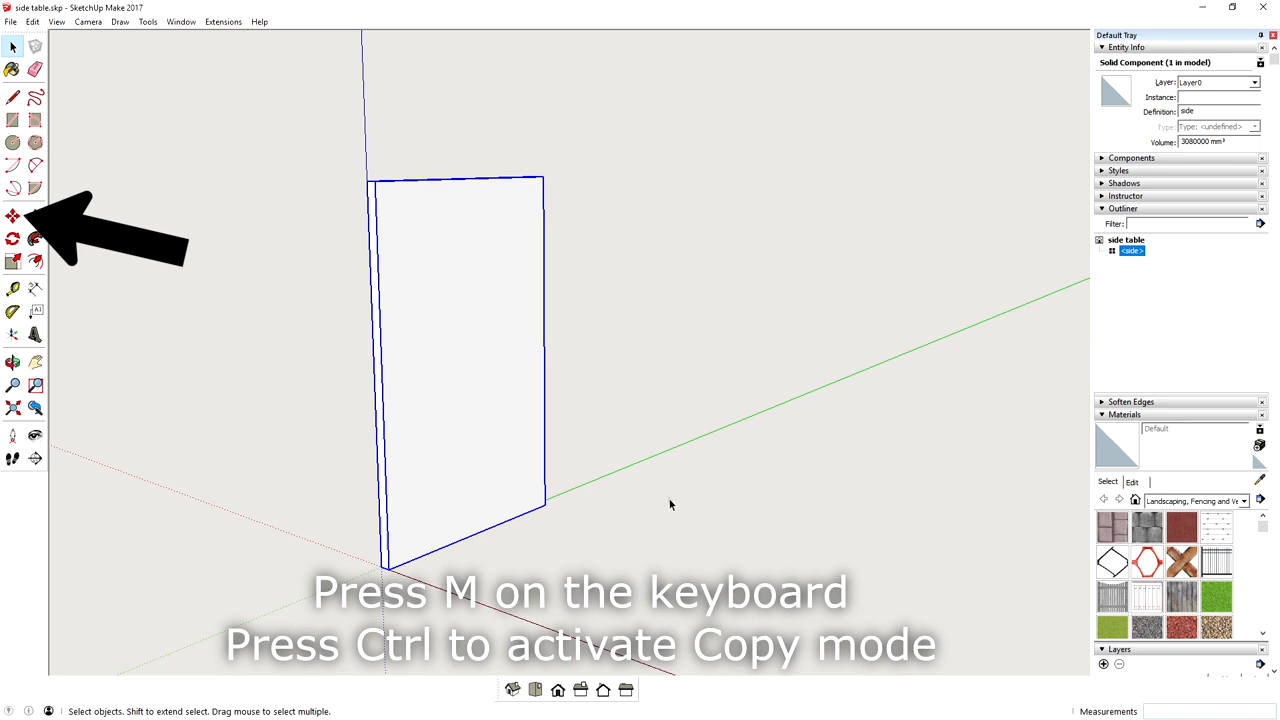 side table.skp - SketchUp Make 2017
File Edit View Camera Draw Tools Window Extensions Help
Default Tray
Entity Info
Solid Component (1 in model)
Layer: Layer0
Instance:
Definition: side
Type: Type: <undefined>
Volume: 3080000 mm³
Components
Styles
Shadows
Instructor
Outliner
Filter:
side table
<side>
Soften Edges
Materials
Default
Select Edit
Landscaping, Fencing and Ve
Layers
A1
Press M on the keyboard
Press Ctrl to activate Copy mode
Select objects. Shift to extend select. Drag mouse to select multiple.
Measurements